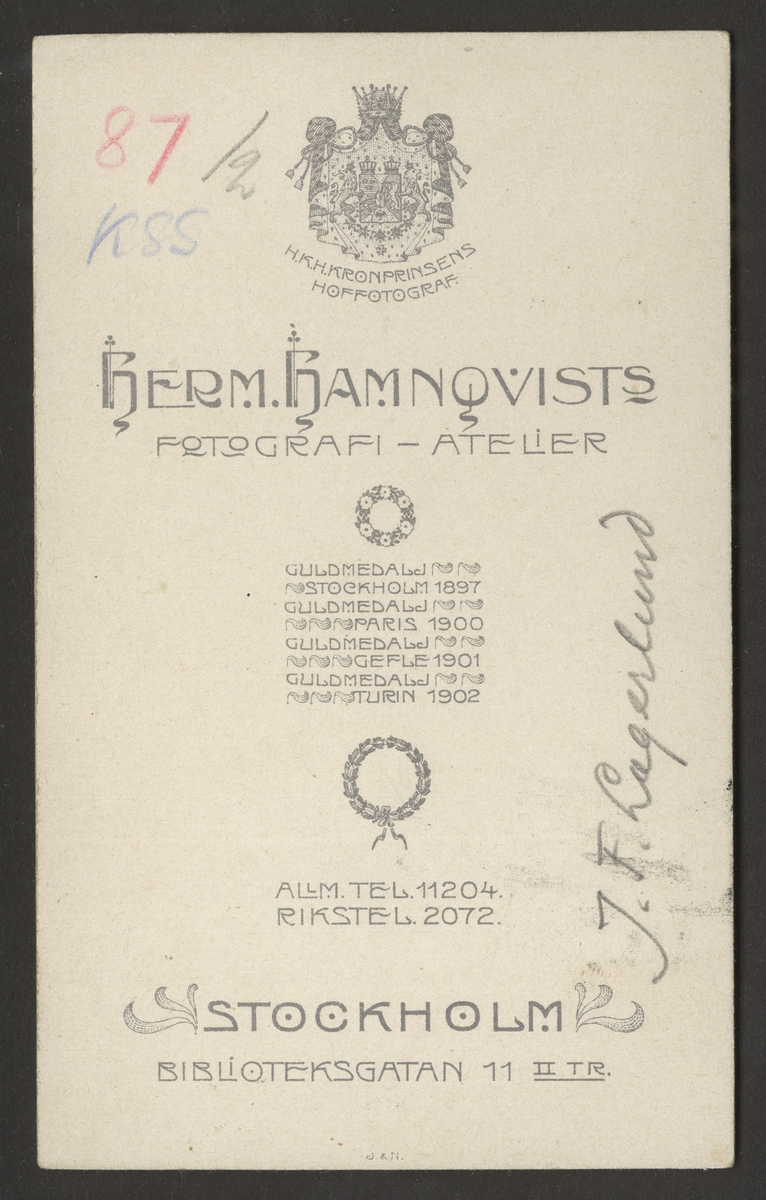 87 /2
KSS
H.K.H.KRONPRINSENS
HOFFOTOGRAF.
HERM. HAMNQVISTS
FOTOGRAFI – ATELIER
GULDMEDALJ
STOCKHOLM 1897
GULDMEDALJ
PARIS 1900
GULDMEDALJ
GEFLE 1901
GULDMEDALJ
TURIN 1902
J. F. Lagerlund
ALLM. TEL. 11204.
RIKSTEL. 2072.
STOCKHOLM
BIBLIOTEKSGATAN 11 II TR.